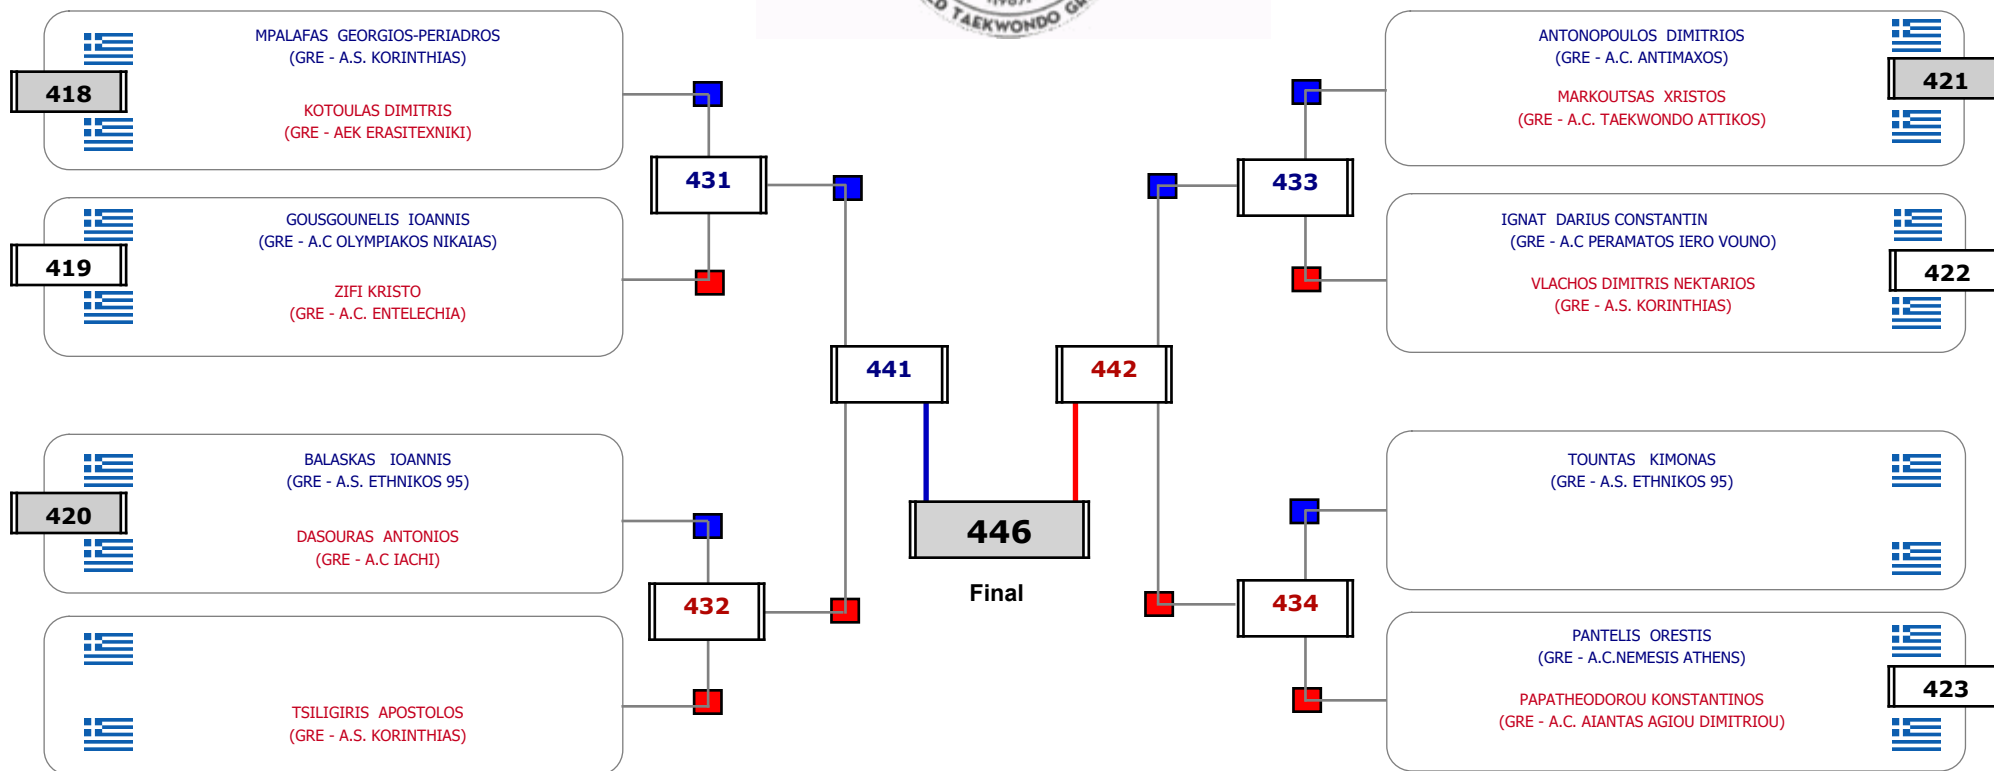 TAEKWONDO
MPALAFAS GEORGIOS-PERIADROS
(GRE - A.S. KORINTHIAS)
418
KOTOULAS DIMITRIS
(GRE - AEK ERASITEXNIKI)
GOUSGOUNELIS IOANNIS
(GRE - A.C OLYMPIAKOS NIKAIAS)
419
ZIFI KRISTO
(GRE - A.C. ENTELECHIA)
431
441
BALASKAS IOANNIS
(GRE - A.S. ETHNIKOS 95)
420
DASOURAS ANTONIOS
(GRE - A.C IACHI)
432
TSILIGIRIS APOSTOLOS
(GRE - A.S. KORINTHIAS)
446
Final
ANTONOPOULOS DIMITRIOS
(GRE - A.C. ANTIMAXOS)
421
MARKOUTSAS XRISTOS
(GRE - A.C. TAEKWONDO ATTIKOS)
433
IGNAT DARIUS CONSTANTIN
(GRE - A.C PERAMATOS IERO VOUNO)
422
VLACHOS DIMITRIS NEKTARIOS
(GRE - A.S. KORINTHIAS)
442
TOUNTAS KIMONAS
(GRE - A.S. ETHNIKOS 95)
434
PANTELIS ORESTIS
(GRE - A.C.NEMESIS ATHENS)
423
PAPATHEODOROU KONSTANTINOS
(GRE - A.C. AIANTAS AGIOU DIMITRIOU)